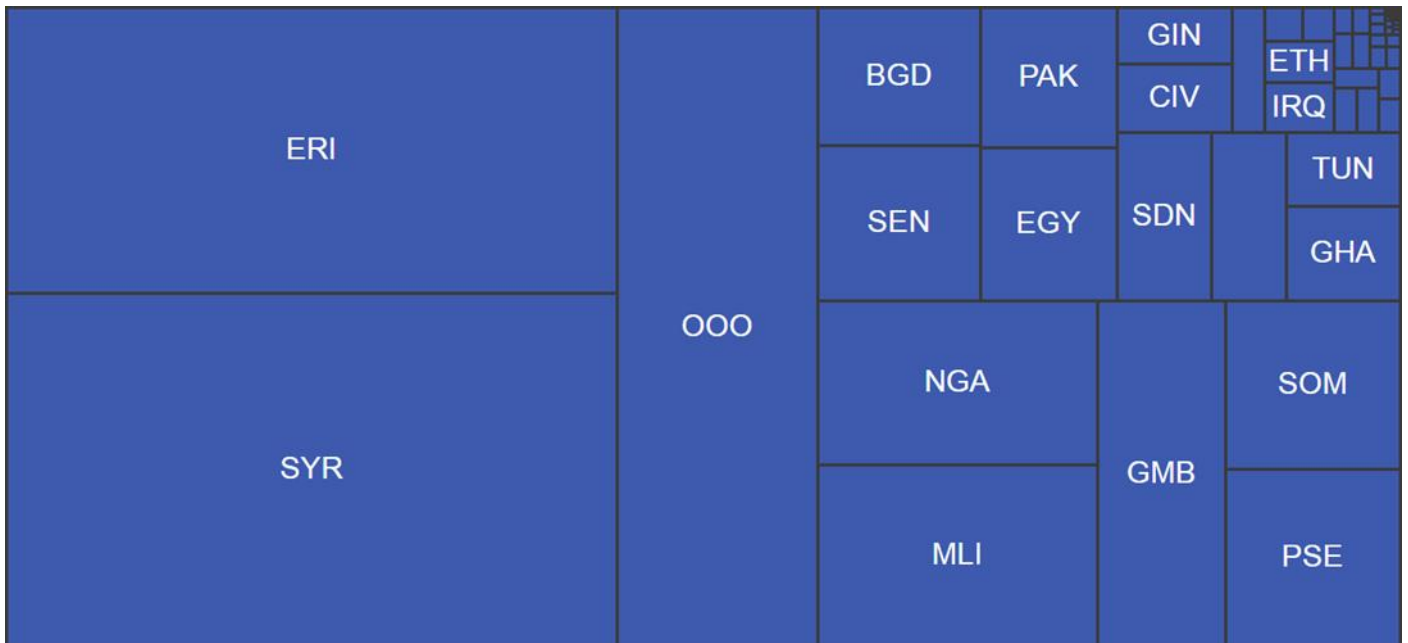 ERI
SYR
OOO
BGD
PAK
SEN
EGY
GIN
CIV
ETH
IRQ
SDN
TUN
GHA
NGA
MLI
GMB
SOM
PSE